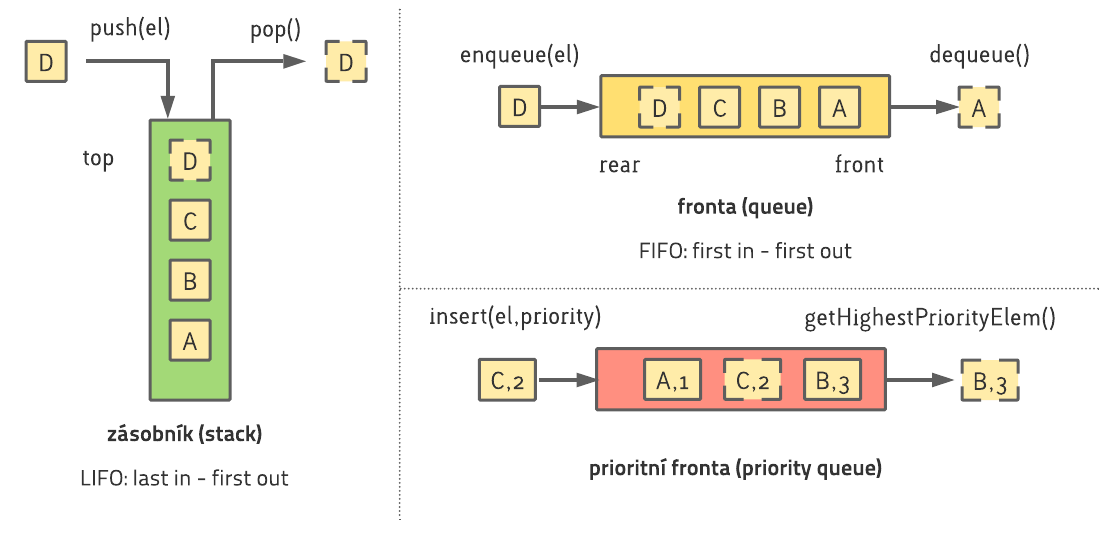 push(el)
pop()
D
D
top
D
C
B
A
zásobník (stack)
LIFO: last in - first out
enqueue(el)
dequeue()
D
D C B A
A
rear
front
fronta (queue)
FIFO: first in - first out
insert(el,priority)
getHighestPriorityElem()
C,2
A,1 C,2 B,3
B,3
prioritní fronta (priority queue)